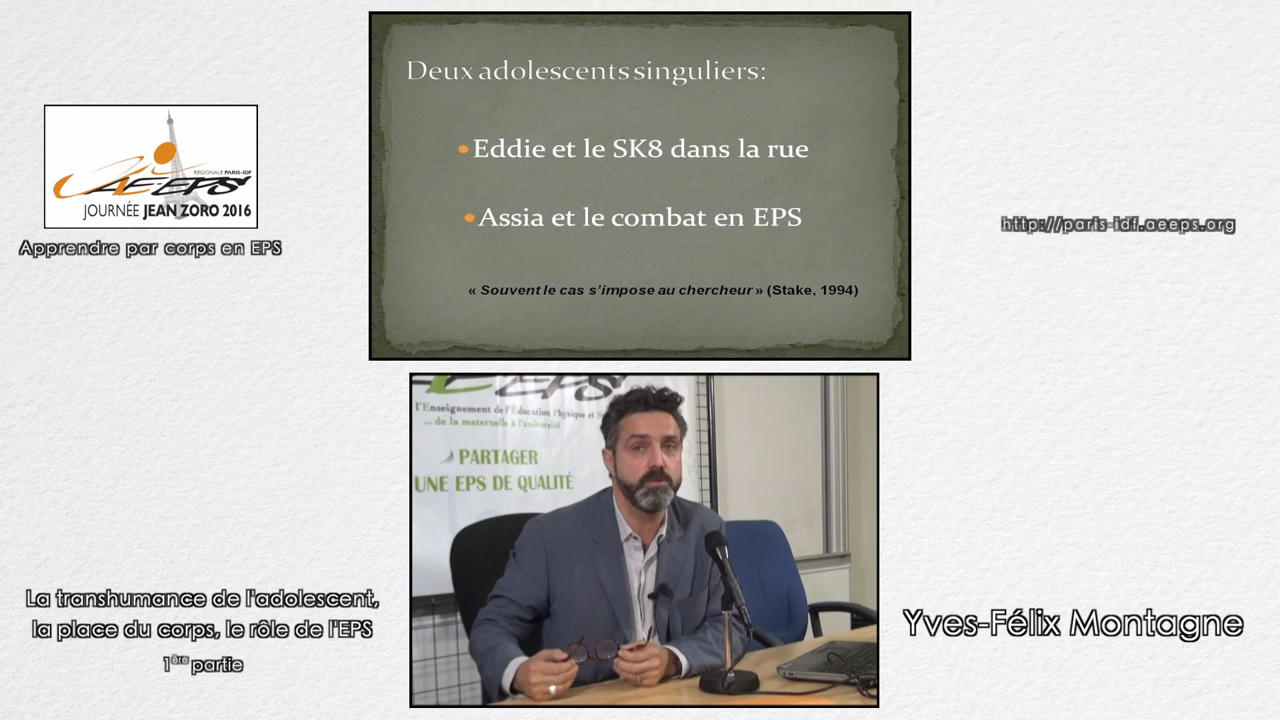 Deux adolescents singuliers:
•Eddie et le SK8 dans la rue
•Assia et le combat en EPS
« Souvent le cas s'impose au chercheur » (Stake, 1994)
RÉGIONALE PARIS-IDF
AE-EPS
JOURNÉE JEAN ZORO 2016
Apprendre par corps en EPS
http://paris-idf.aeeps.org
l'Enseignement de l'Éducation Physique et
... de la maternelle à l'université
PARTAGER
UNE EPS DE QUALITÉ
La transhumance de l'adolescent,
la place du corps, le rôle de l'EPS
1ère partie
Yves-Félix Montagne